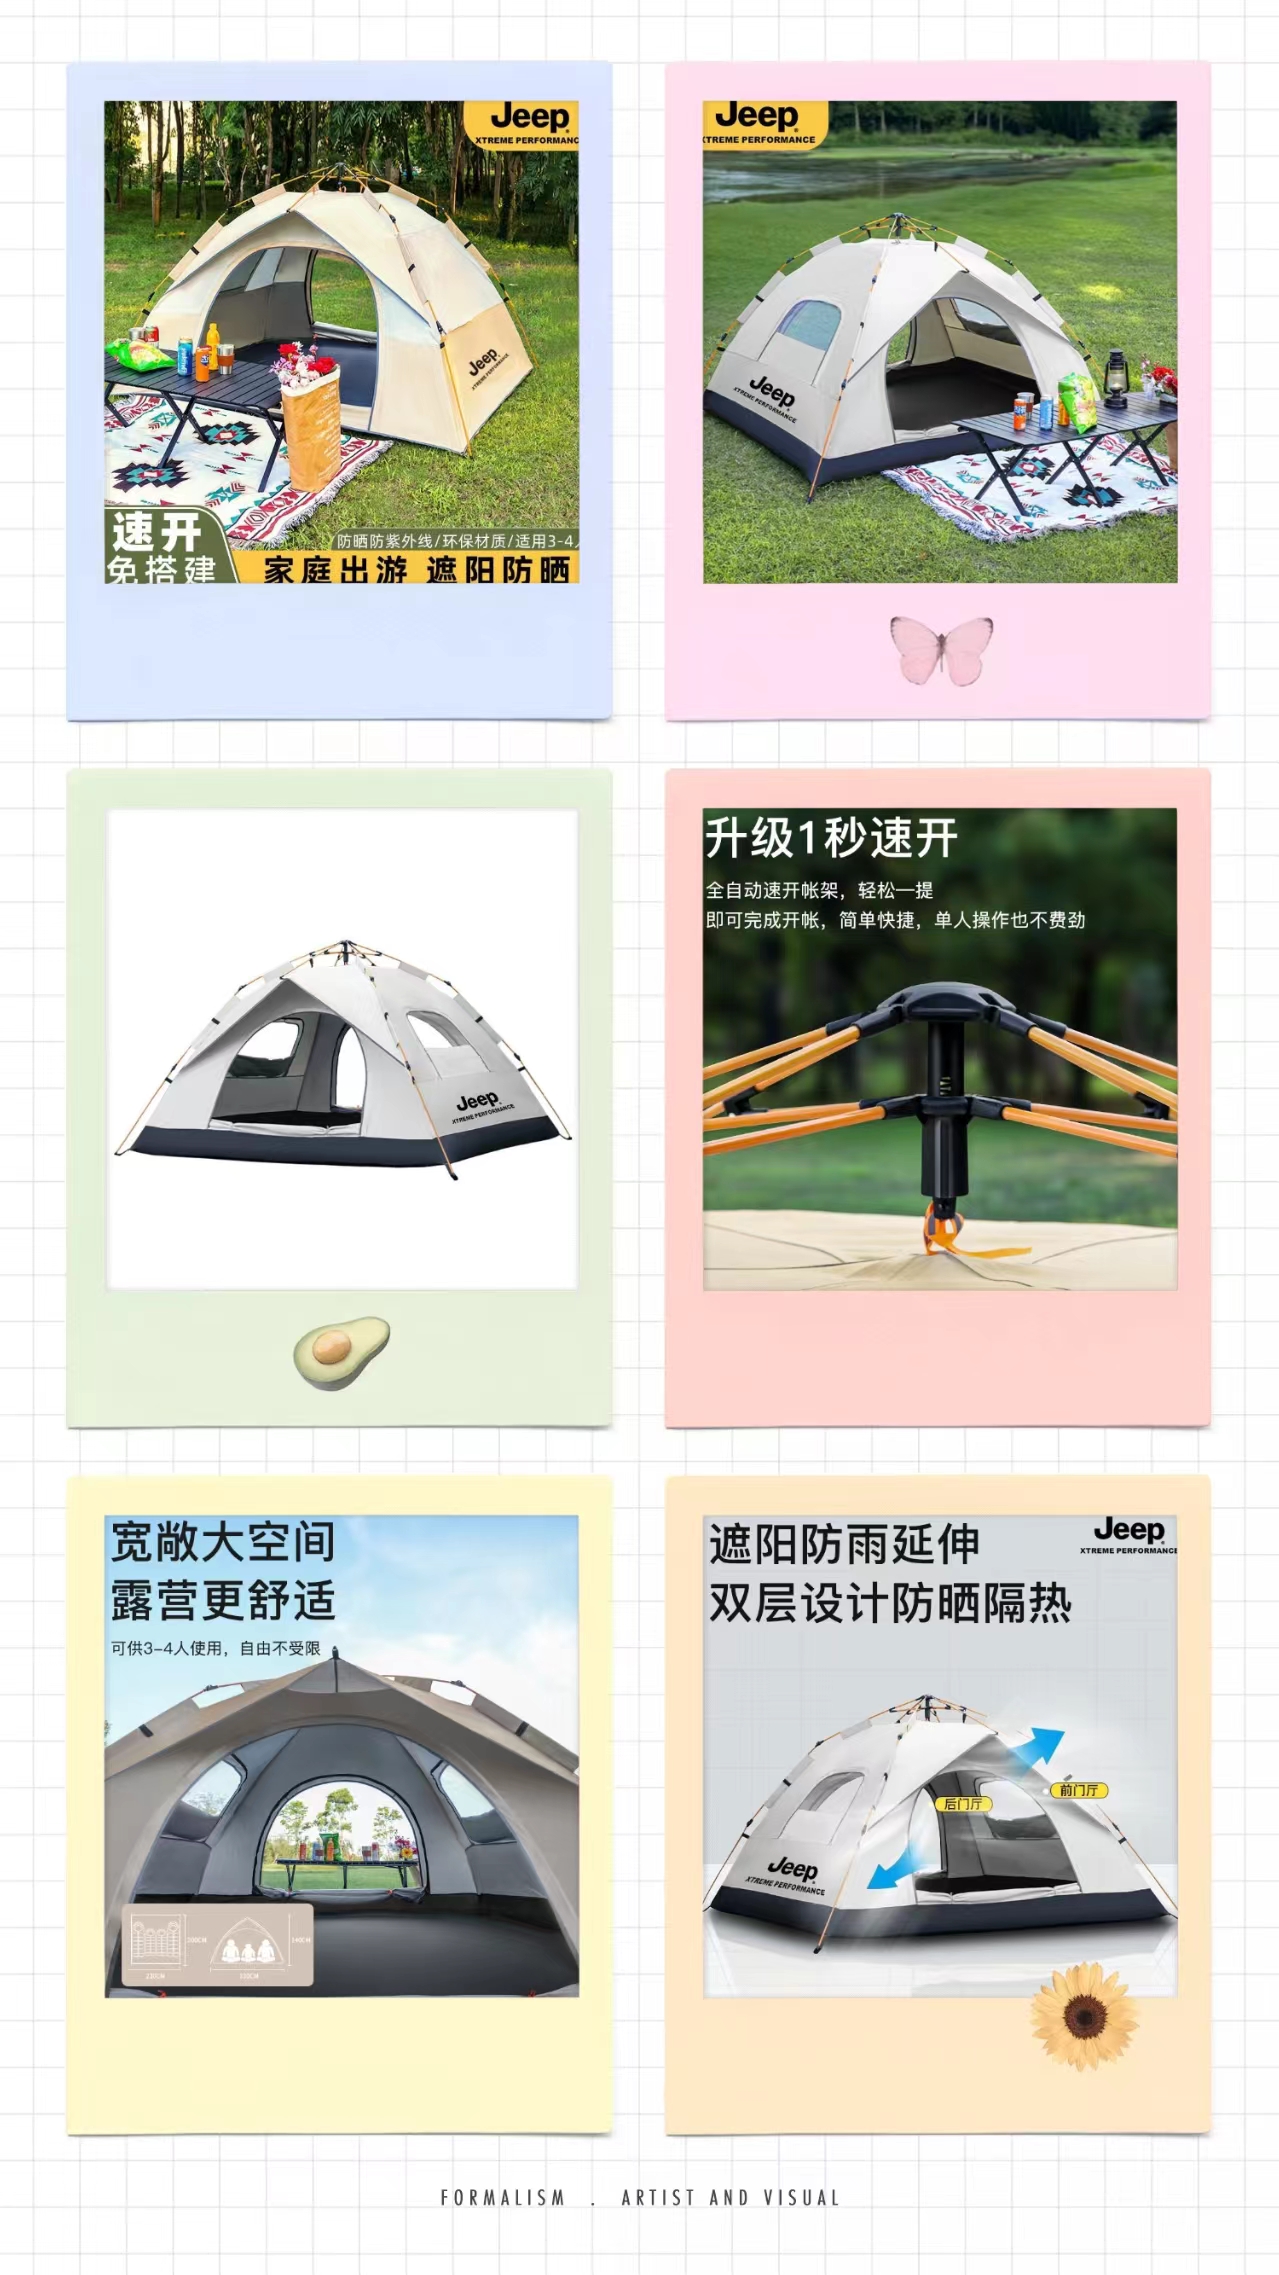 Jeep
XTREME PERFORMANC
Jeep
XTREME PERFORMANCE
速开
免搭建
防晒防紫外线/环保材质/适用3-4
家庭出游 遮阳防晒
Jeep
XTREME PERFORMANCE
Jeep
XTREME PERFORMANCE
Jeep
XTREME PERFORMANCE
升级1秒速开
全自动速开帐架，轻松一提
即可完成开帐，简单快捷，单人操作也不费劲
宽敞大空间
露营更舒适
可供3-4人使用，自由不受限
遮阳防雨延伸
双层设计防晒隔热
Jeep
XTREME PERFORMANCE
前门厅
后门厅
Jeep
XTREME PERFORMANCE
FORMALISM . ARTIST AND VISUAL